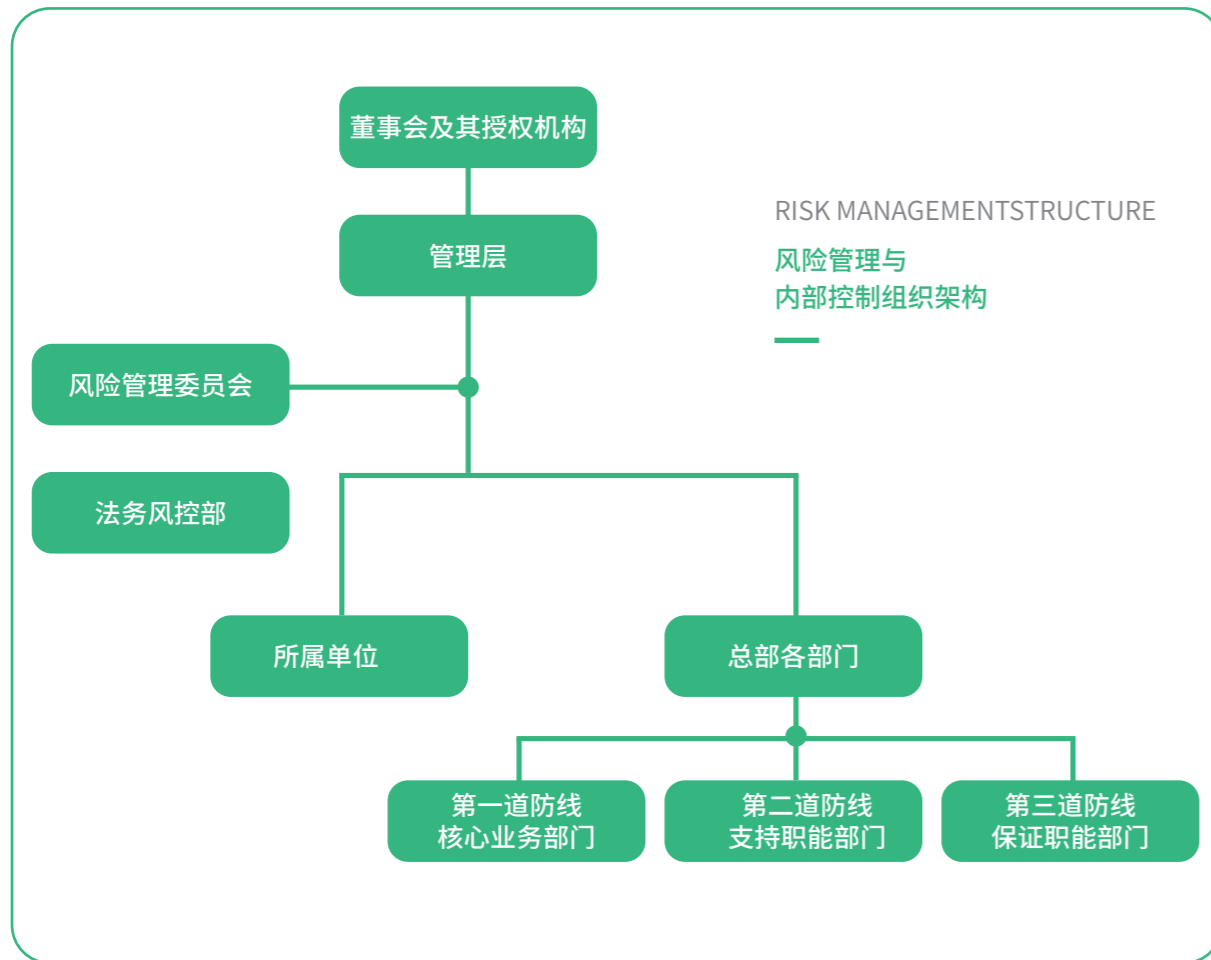 董事会及其授权机构
RISK MANAGEMENTSTRUCTURE
管理层
风险管理与
内部控制组织架构
风险管理委员会
法务风控部
所属单位
总部各部门
第一道防线
核心业务部门
第二道防线
支持职能部门
第三道防线
保证职能部门